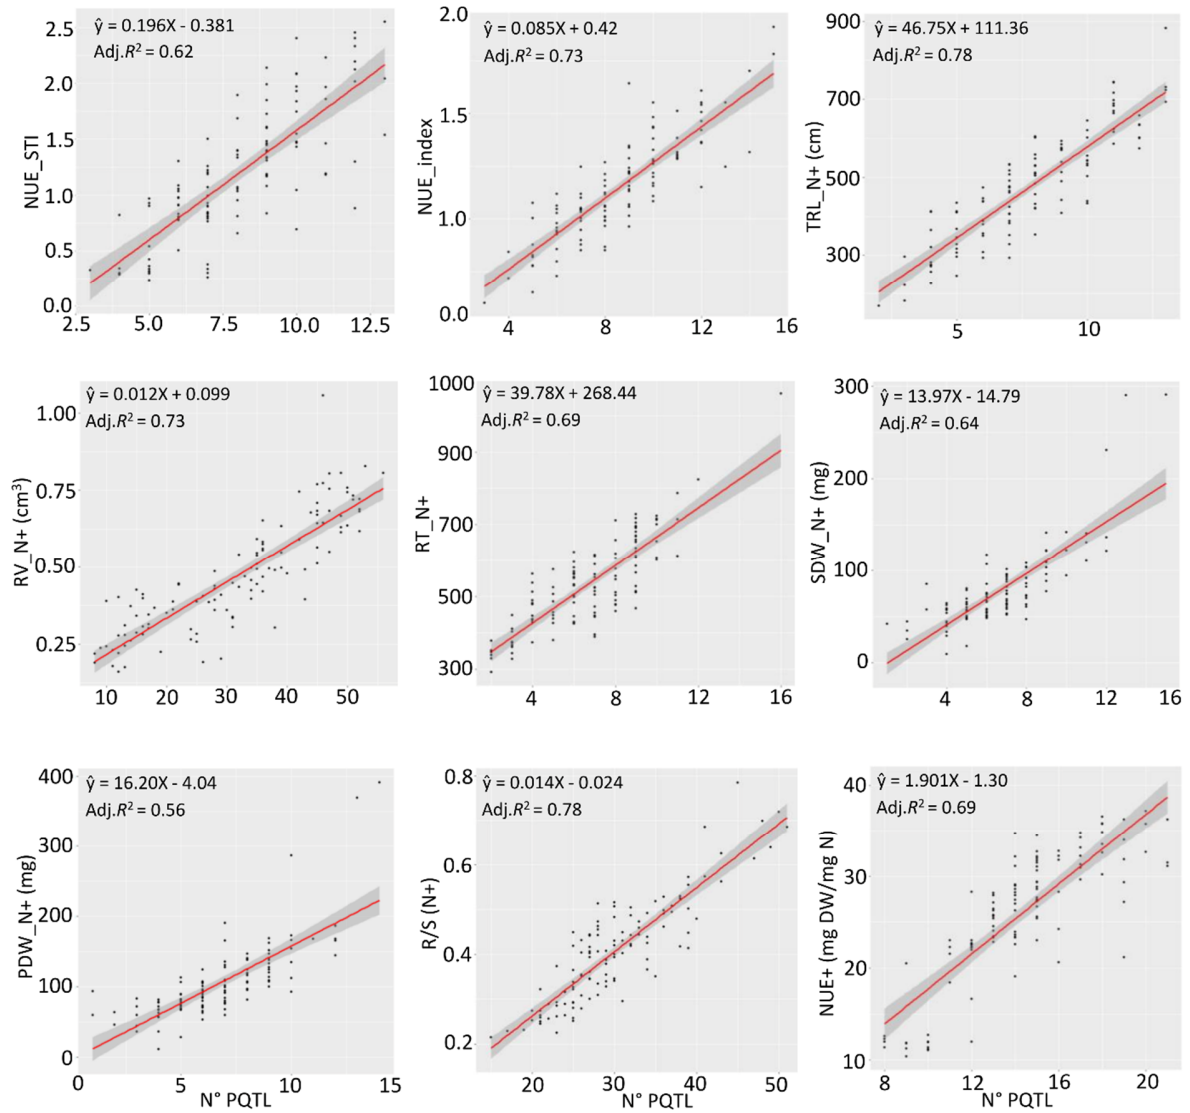 ŷ = 0.196X - 0.381
Adj.R² = 0.62
NUE_STI
2.5
2.0
1.5
1.0
0.5
0.0
2.5 5.0 7.5 10.0 12.5
ŷ = 0.085X + 0.42
Adj.R² = 0.73
NUE_index
2.0
1.5
1.0
0.0
4 8 12 16
ŷ = 46.75X + 111.36
Adj.R² = 0.78
TRL_N+ (cm)
900
700
500
300
5 10
ŷ = 0.012X + 0.099
Adj.R² = 0.73
RV_N+ (cm³)
1.00
0.75
0.50
0.25
10 20 30 40 50
ŷ = 39.78X + 268.44
Adj.R² = 0.69
RT_N+
1000
900
700
500
300
4 8 12 16
ŷ = 13.97X - 14.79
Adj.R² = 0.64
SDW_N+ (mg)
300
200
100
0
4 8 12 16
ŷ = 16.20X - 4.04
Adj.R² = 0.56
PDW_N+ (mg)
400
300
200
100
0
0 5 10 15
N° PQTL
ŷ = 0.014X - 0.024
Adj.R² = 0.78
R/S (N+)
0.8
0.6
0.4
0.2
20 30 40 50
N° PQTL
ŷ = 1.901X - 1.30
Adj.R² = 0.69
NUE+ (mg DW/mg N)
40
30
20
10
8 12 16 20
N° PQTL